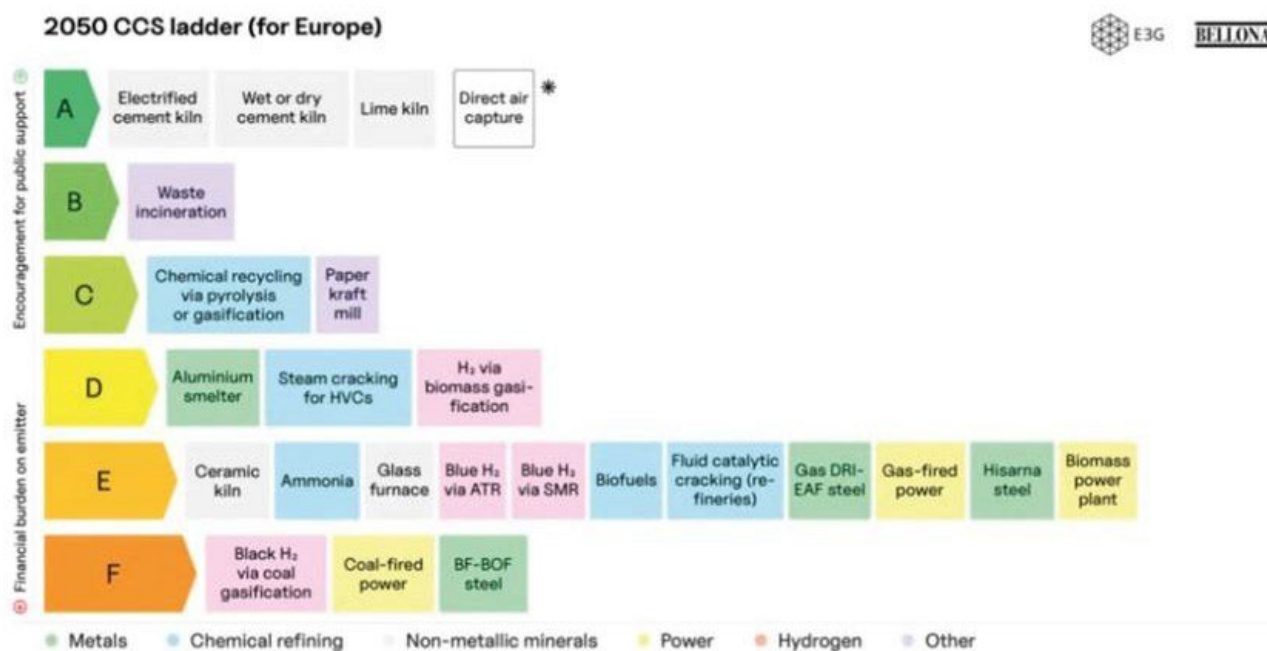 2050 CCS ladder (for Europe)
E3G
BELLONA
Encouragement for public support
Financial burden on emitter
A
Electrified
cement kiln
Wet or dry
cement kiln
Lime kiln
Direct air
capture
*
B
Waste
incineration
C
Chemical recycling
via pyrolysis
or gasification
Paper
kraft
mill
D
Aluminium
smelter
Steam cracking
for HVCs
H₂ via
biomass gasi-
fication
E
Ceramic
kiln
Ammonia
Glass
furnace
Blue H₂
via ATR
Blue H₂
via SMR
Biofuels
Fluid catalytic
cracking (re-
fineries)
Gas DRI-
EAF steel
Gas-fired
power
Hisarna
steel
Biomass
power
plant
F
Black H₂
via coal
gasification
Coal-fired
power
BF-BOF
steel
Metals
Chemical refining
Non-metallic minerals
Power
Hydrogen
Other